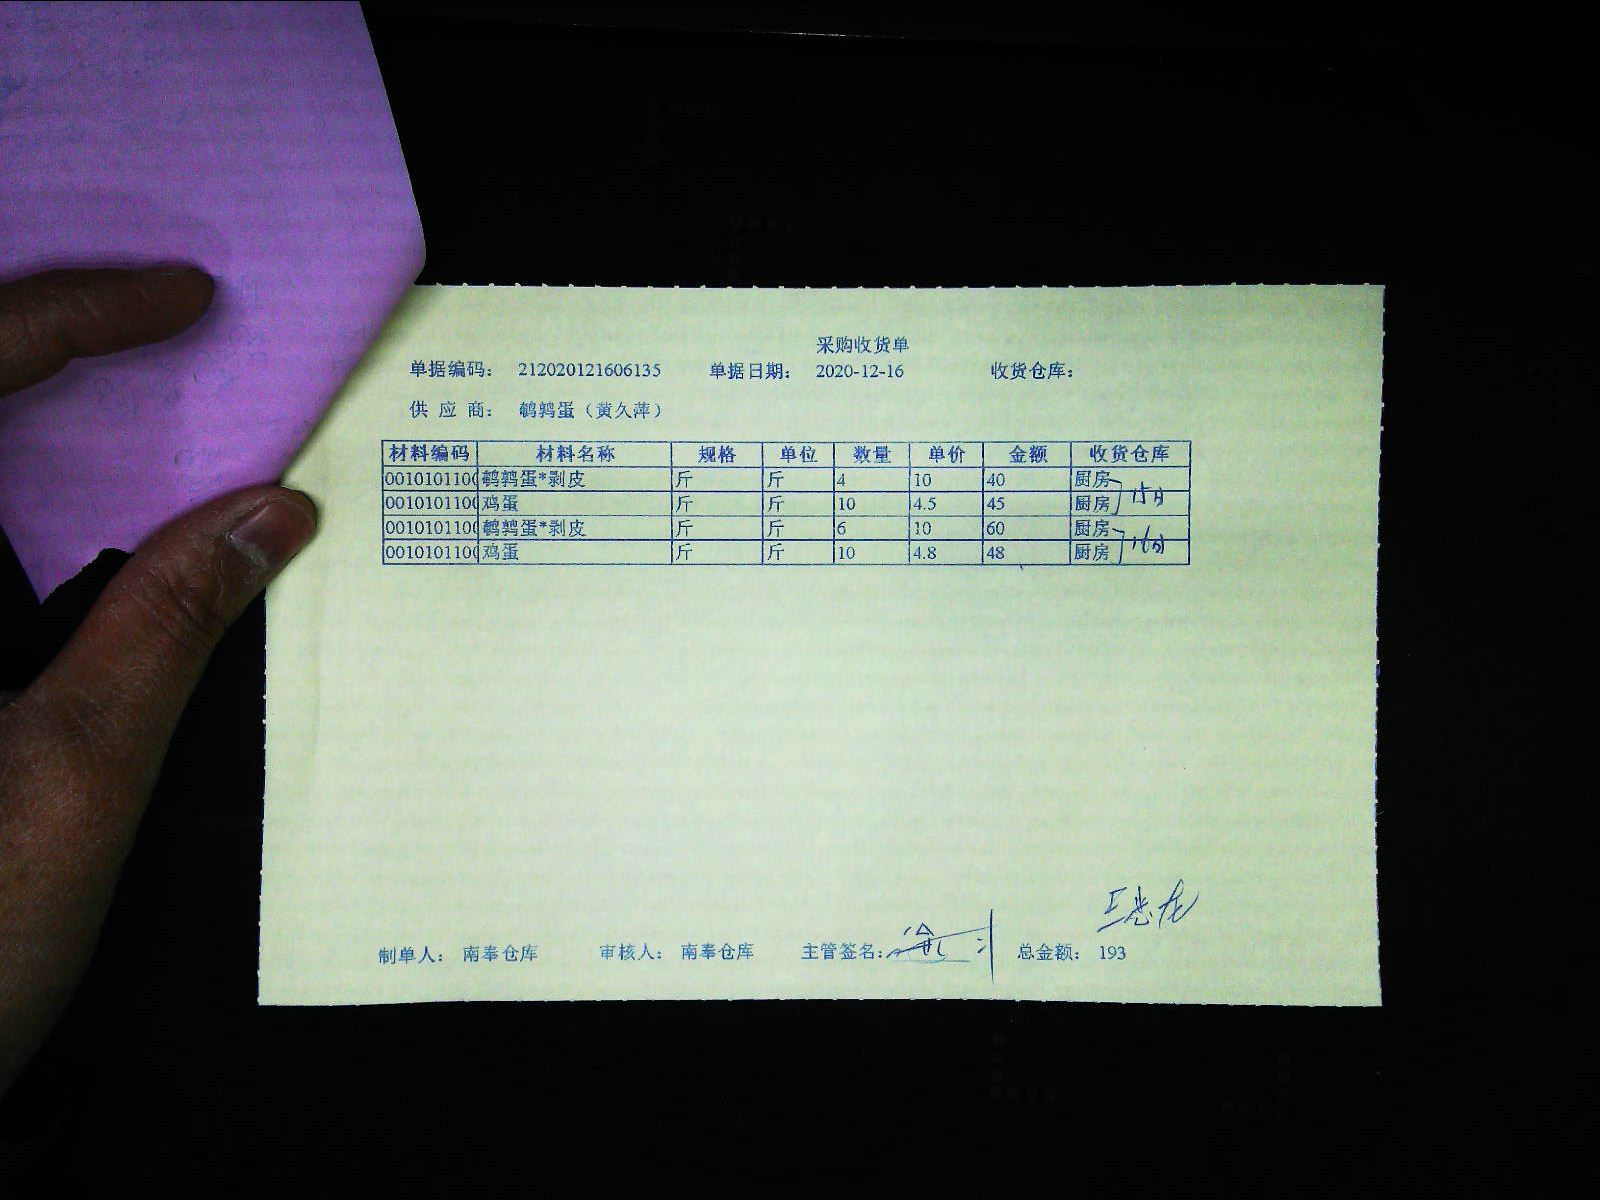 采购收货单
单据编码： 212020121606135 单据日期： 2020-12-16 收货仓库：
供 应 商： 鹌鹑蛋（黄久萍）
材料编码 材料名称 规格 单位 数量 单价 金额 收货仓库
0010101100 鹌鹑蛋*剥皮 斤 斤 4 10 40 厨房
0010101100 鸡蛋 斤 斤 10 4.5 45 厨房 15日
0010101100 鹌鹑蛋*剥皮 斤 斤 6 10 60 厨房
0010101100 鸡蛋 斤 斤 10 4.8 48 厨房 16日
制单人： 南奉仓库 审核人： 南奉仓库 主管签名： 总金额： 193